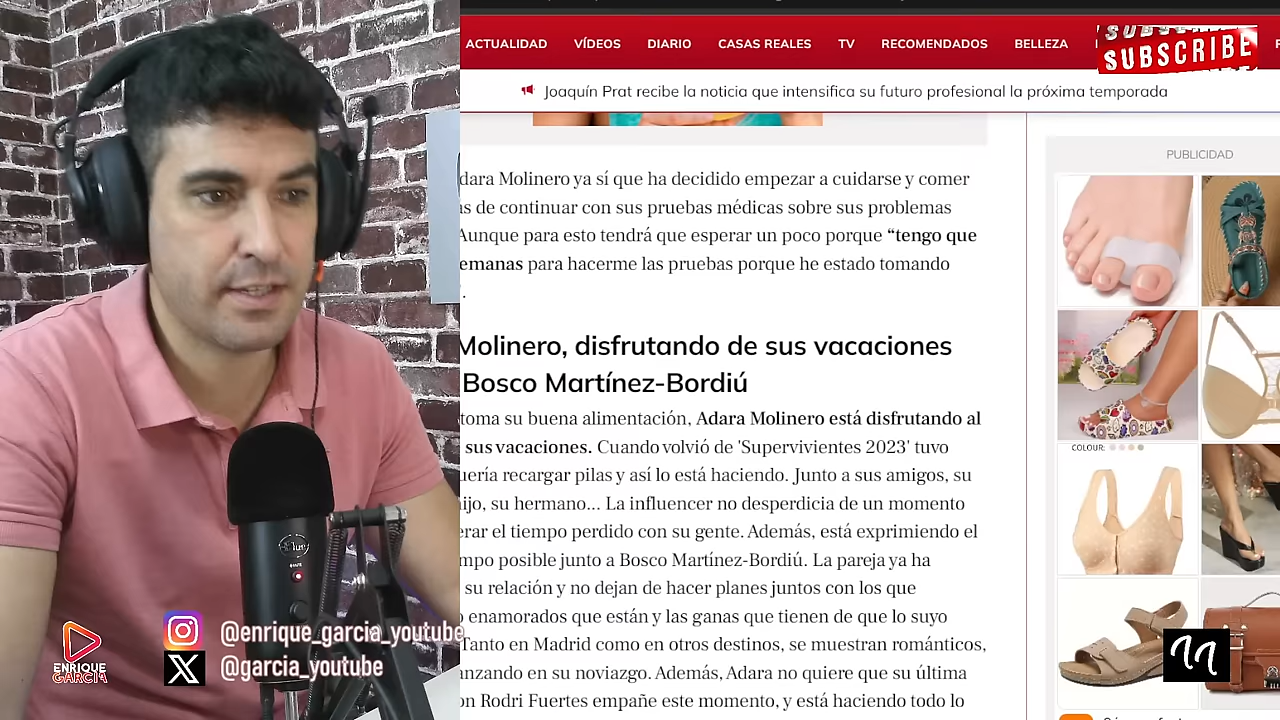 ACTUALIDAD VÍDEOS DIARIO CASAS REALES TV RECOMENDADOS BELLEZA
SUBSCRIBE
Joaquín Prat recibe la noticia que intensifica su futuro profesional la próxima temporada
PUBLICIDAD
dara Molinero ya sí que ha decidido empezar a cuidarse y comer
s de continuar con sus pruebas médicas sobre sus problemas
Aunque para esto tendrá que esperar un poco porque “tengo que
emanas para hacerme las pruebas porque he estado tomando
Molinero, disfrutando de sus vacaciones
Bosco Martínez-Bordiú
toma su buena alimentación, Adara Molinero está disfrutando al
sus vacaciones. Cuando volvió de 'Supervivientes 2023' tuvo
uería recargar pilas y así lo está haciendo. Junto a sus amigos, su
ijo, su hermano... La influencer no desperdicia de un momento
erar el tiempo perdido con su gente. Además, está exprimiendo el
mpo posible junto a Bosco Martínez-Bordiú. La pareja ya ha
su relación y no dejan de hacer planes juntos con los que
enamorados que están y las ganas que tienen de que lo suyo
Tanto en Madrid como en otros destinos, se muestran románticos,
nzando en su noviazgo. Además, Adara no quiere que su última
on Rodri Fuertes empañe este momento, y está haciendo todo lo
COLOUR:
blue
ENRIQUE
GARCIA
@enrique_garcia_youtube
@garcia_youtube